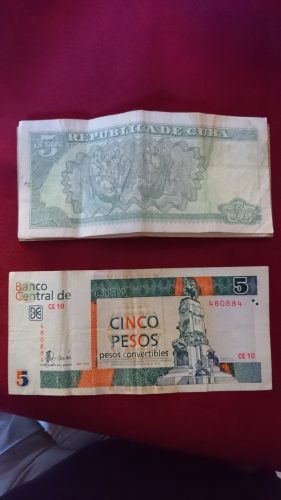 REPUBLICA DE CUBA
5
Banco
Central de
CUBA
5
CE 10
480884
480884
CINCO
PESOS
pesos convertibles
CE 10
5